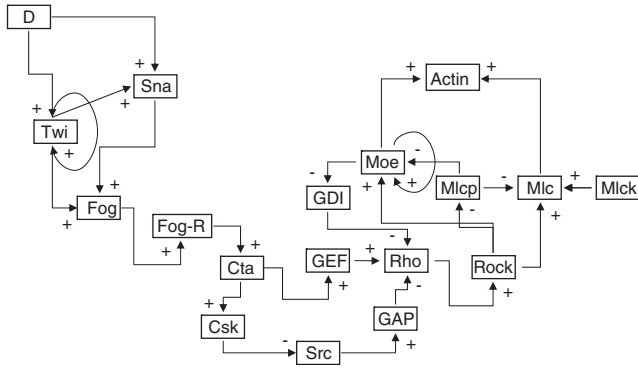 D
+
Sna
+
+
Twi
+
+
Fog
+
+
Fog-R
+
Cta
+
Csk
+
Src
-
GAP
+
GEF
+
+
Rho
-
-
GDI
-
Moe
-
+
+
Actin
+
+
Mlcp
-
-
Mlc
+
+
Mlck
Rock
+